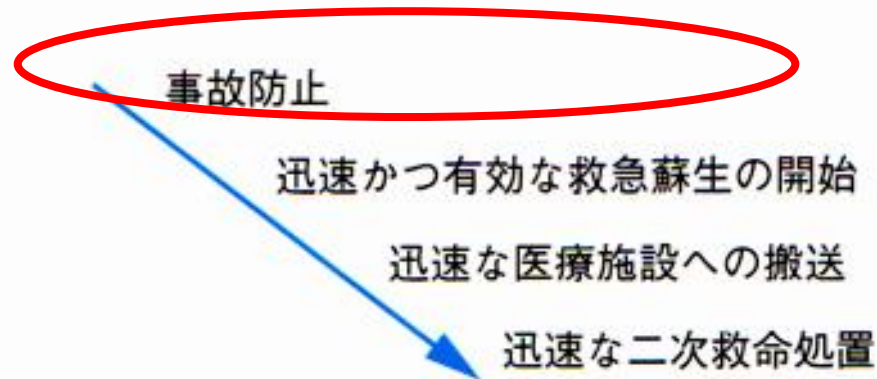 事故防止
迅速かつ有効な救急蘇生の開始
迅速な医療施設への搬送
迅速な二次救命処置